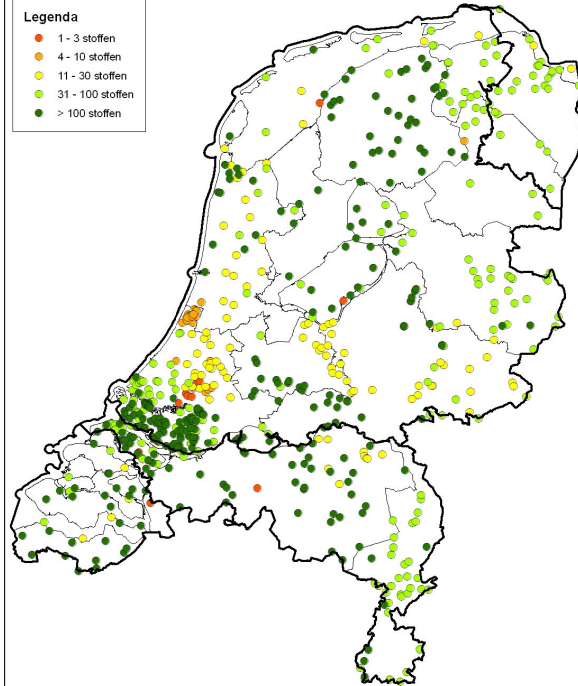 Legenda
1 - 3 stoffen
4 - 10 stoffen
11 - 30 stoffen
31 - 100 stoffen
> 100 stoffen